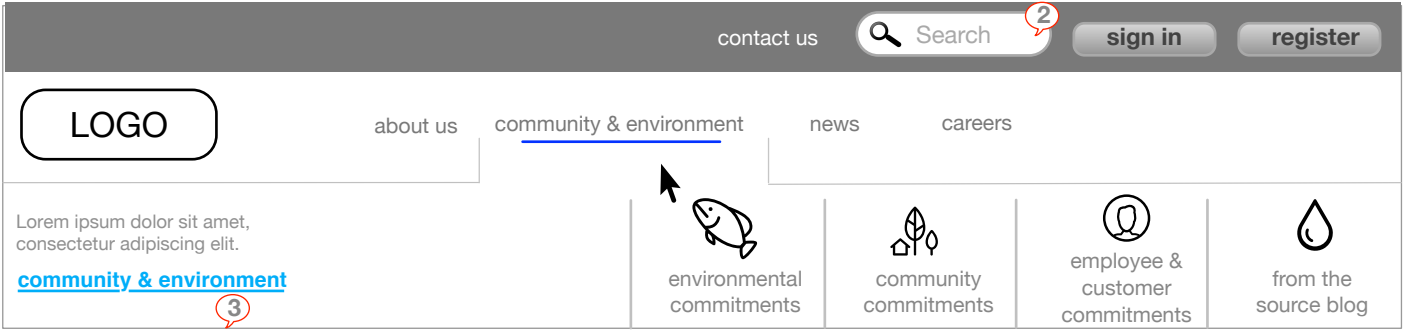 contact us
Search
2
sign in
register
LOGO
about us
community & environment
news
careers
Lorem ipsum dolor sit amet,
consectetur adipiscing elit.
community & environment
3
environmental
commitments
community
commitments
employee &
customer
commitments
from the
source blog